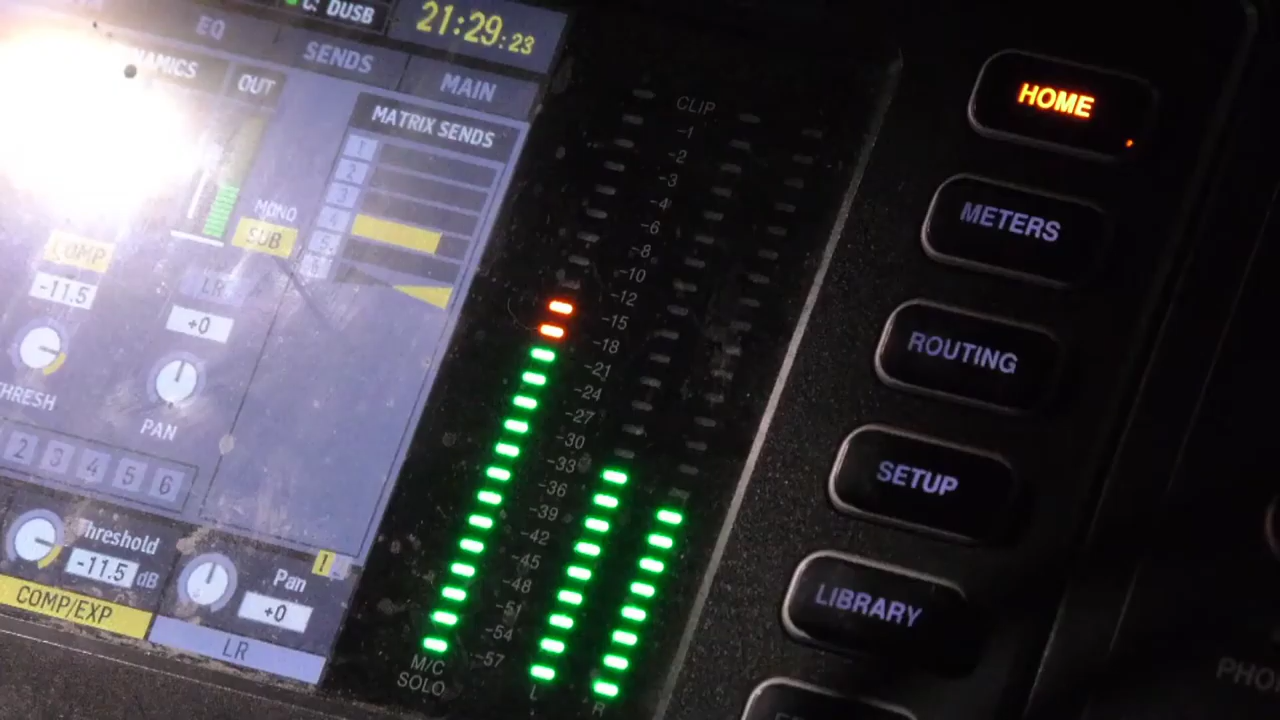 C: DUSB
21:29:23
EQ
SENDS
MAIN
OUT
MATRIX SENDS
1
2
3
4
5
6
MONO
SUB
COMP
-11.5
LR
+0
PAN
2 3 4 5 6
Threshold
-11.5 dB
COMP/EXP
Pan
+0
1
LR
CLIP
-1
-2
-3
-4
-6
-8
-10
-12
-15
-18
-21
-24
-27
-30
-33
-36
-39
-42
-45
-48
-51
-54
-57
M/C
SOLO
L
R
HOME
METERS
ROUTING
SETUP
LIBRARY